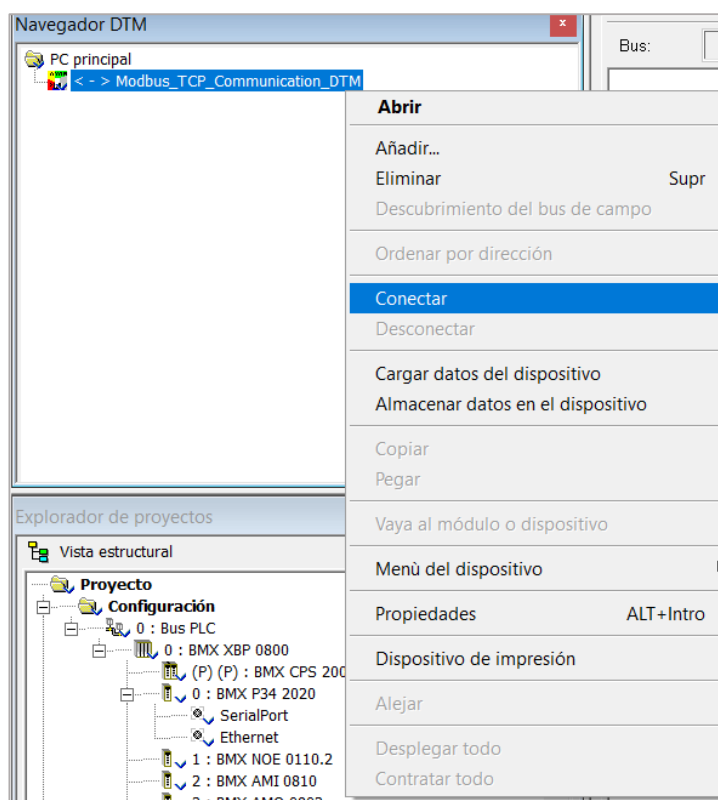 Navegador DTM
x
PC principal
< - > Modbus_TCP_Communication_DTM
Bus:
Abrir
Añadir...
Eliminar Supr
Descubrimiento del bus de campo
Ordenar por dirección
Conectar
Desconectar
Cargar datos del dispositivo
Almacenar datos en el dispositivo
Copiar
Pegar
Vaya al módulo o dispositivo
Menù del dispositivo
Propiedades ALT+Intro
Dispositivo de impresión
Alejar
Desplegar todo
Contratar todo
Explorador de proyectos
Vista estructural
Proyecto
Configuración
0 : Bus PLC
0 : BMX XBP 0800
(P) (P) : BMX CPS 200
0 : BMX P34 2020
SerialPort
Ethernet
1 : BMX NOE 0110.2
2 : BMX AMI 0810